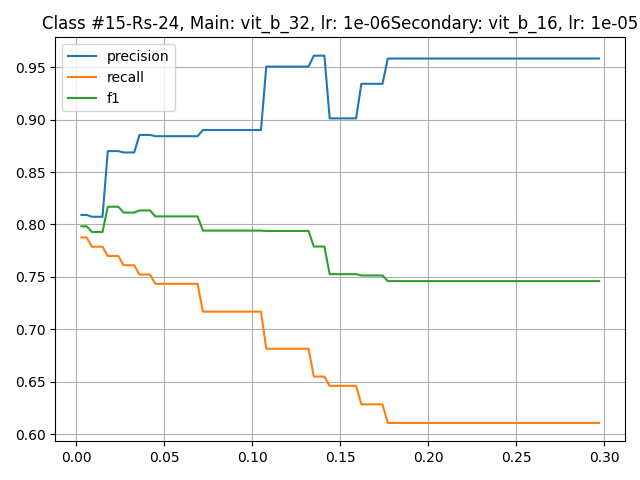 Class #15-Rs-24, Main: vit_b_32, lr: 1e-06Secondary: vit_b_16, lr: 1e-05
precision
recall
f1
0.95
0.90
0.85
0.80
0.75
0.70
0.65
0.60
0.00 0.05 0.10 0.15 0.20 0.25 0.30